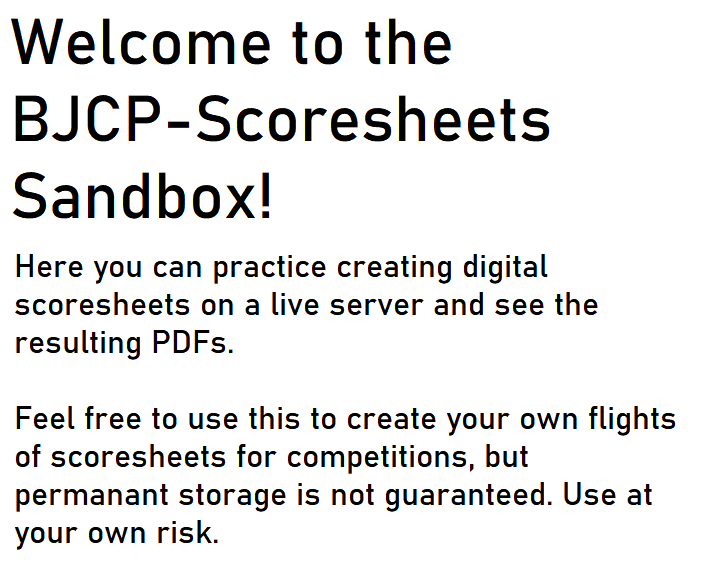 Welcome to the
BJCP-Scoresheets
Sandbox!
Here you can practice creating digital
scoresheets on a live server and see the
resulting PDFs.
Feel free to use this to create your own flights
of scoresheets for competitions, but
permanant storage is not guaranteed. Use at
your own risk.